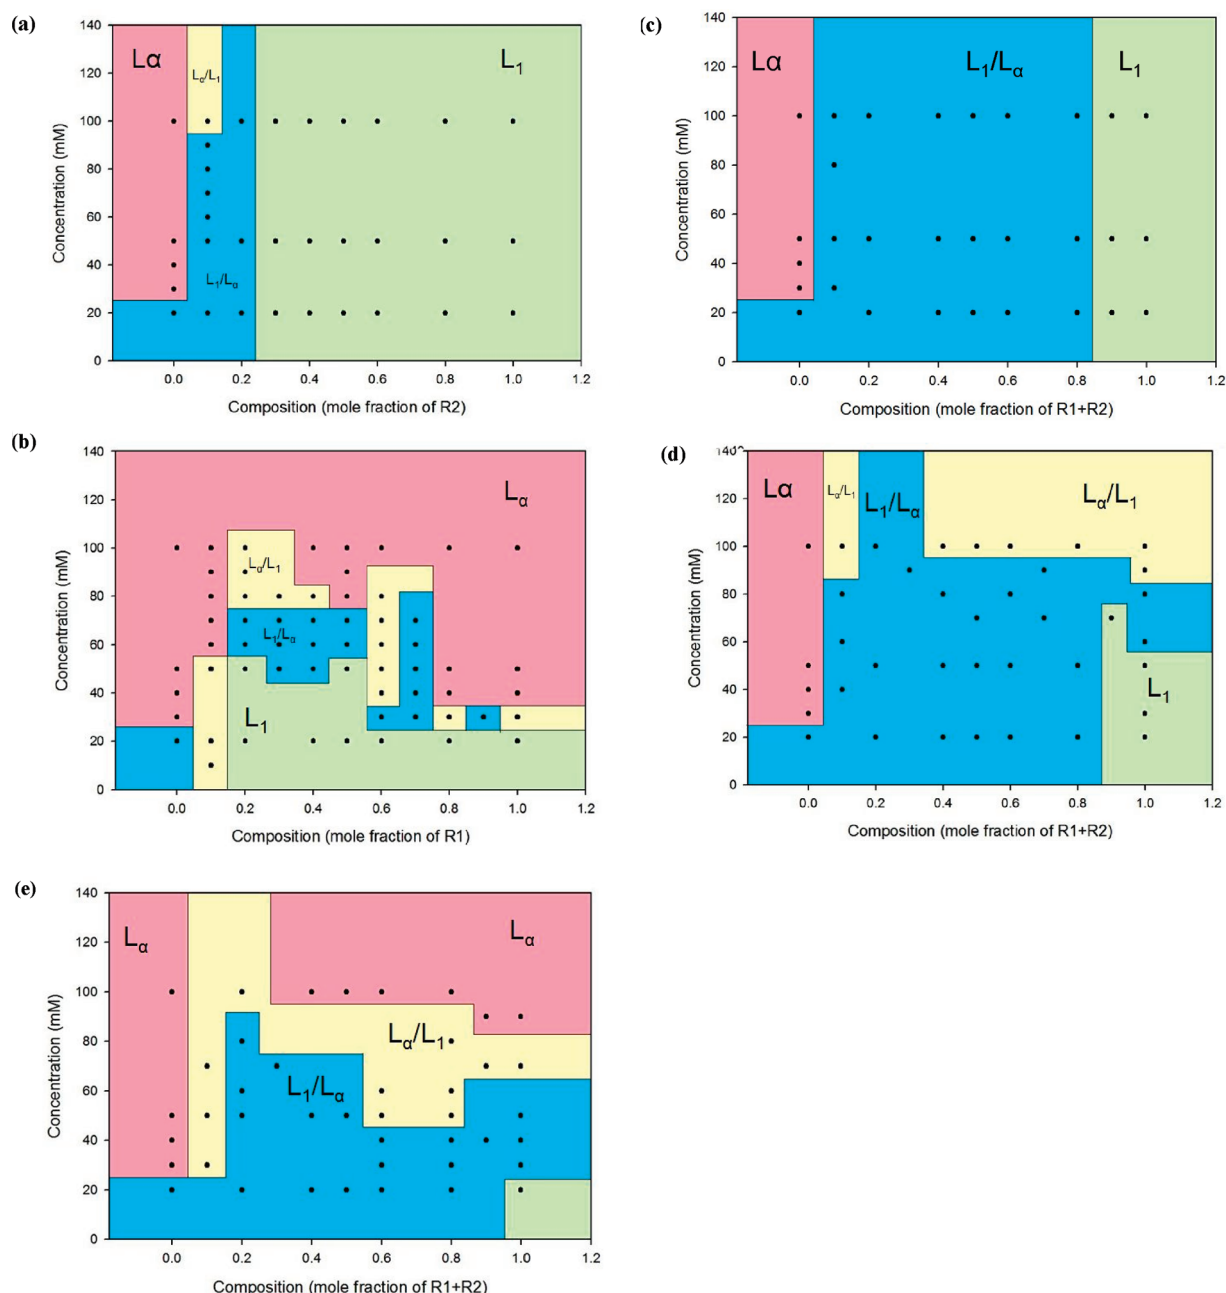 (a)
140
120
100
80
60
40
20
0
Concentration (mM)
Lα
Lα/L1
L1
L1/Lα
0.0 0.2 0.4 0.6 0.8 1.0 1.2
Composition (mole fraction of R2)
(c)
140
120
100
80
60
40
20
0
Concentration (mM)
Lα
L1/Lα
L1
0.0 0.2 0.4 0.6 0.8 1.0 1.2
Composition (mole fraction of R1+R2)
(b)
140
120
100
80
60
40
20
0
Concentration (mM)
Lα
Lα/L1
L1/Lα
L1
0.0 0.2 0.4 0.6 0.8 1.0 1.2
Composition (mole fraction of R1)
(d)
120
100
80
60
40
20
0
Concentration (mM)
Lα
Lα/L1
L1/Lα
Lα/L1
L1
0.0 0.2 0.4 0.6 0.8 1.0 1.2
Composition (mole fraction of R1+R2)
(e)
140
120
100
80
60
40
20
0
Concentration (mM)
Lα
Lα
Lα/L1
L1/Lα
0.0 0.2 0.4 0.6 0.8 1.0 1.2
Composition (mole fraction of R1+R2)